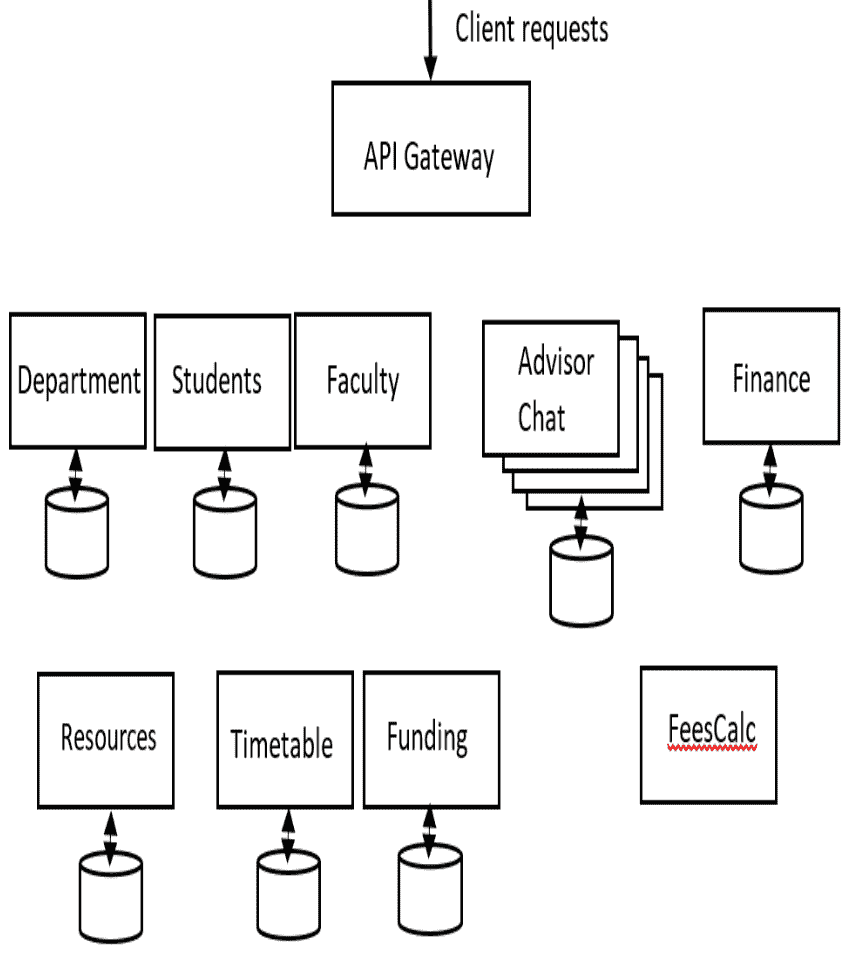 Client requests
API Gateway
Department
Students
Faculty
Advisor
Chat
Finance
Resources
Timetable
Funding
FeesCalc